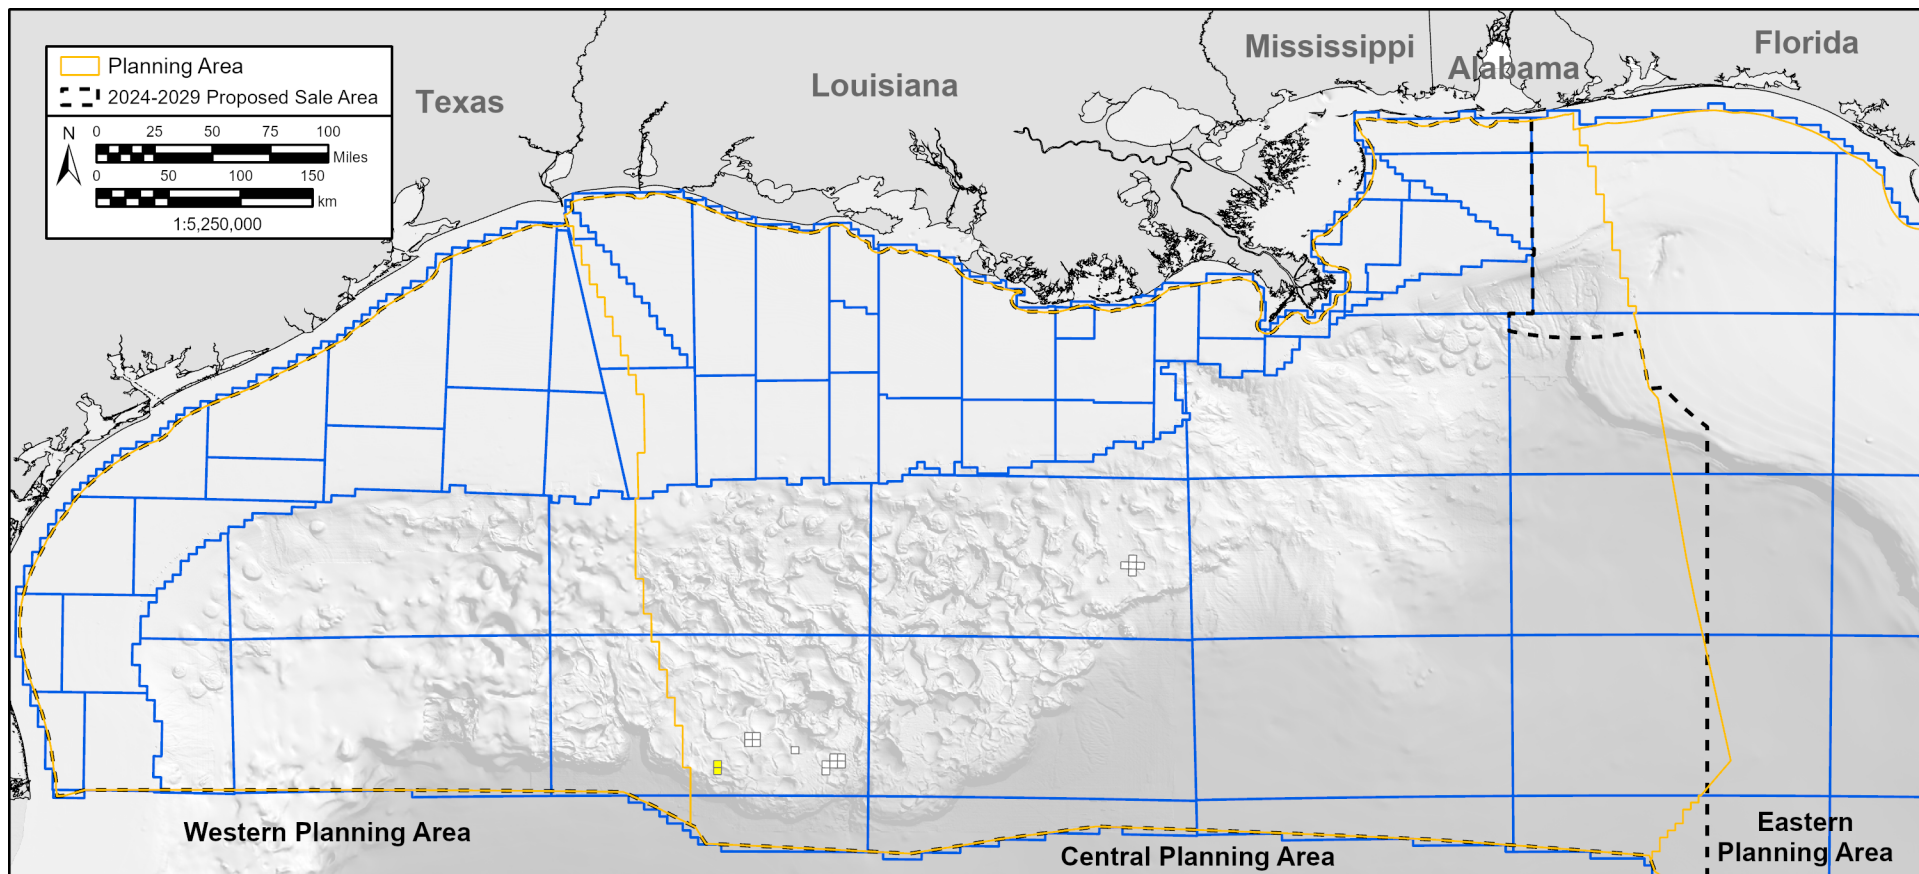 Planning Area
2024-2029 Proposed Sale Area
N
0 25 50 75 100
Miles
0 50 100 150
km
1:5,250,000
Texas
Louisiana
Mississippi
Alabama
Florida
Western Planning Area
Central Planning Area
Eastern
Planning Area